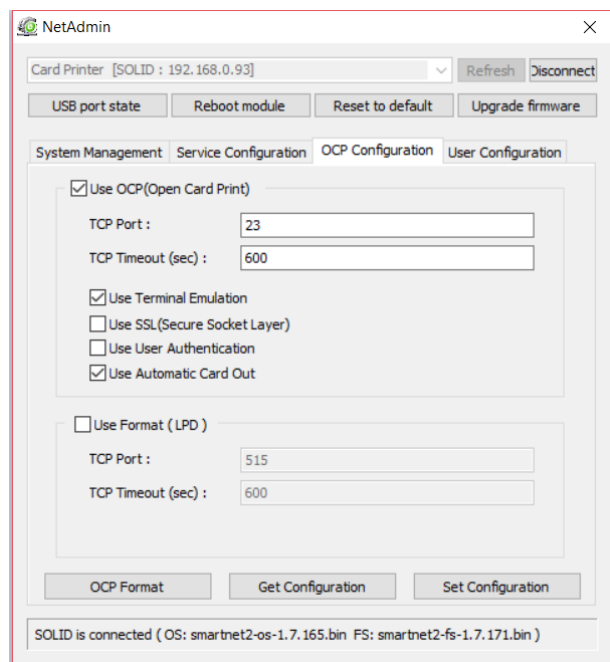 NetAdmin
Card Printer [SOLID : 192.168.0.93] Refresh Disconnect
USB port state Reboot module Reset to default Upgrade firmware
System Management Service Configuration OCP Configuration User Configuration
Use OCP(Open Card Print)
TCP Port : 23
TCP Timeout (sec) : 600
Use Terminal Emulation
Use SSL(Secure Socket Layer)
Use User Authentication
Use Automatic Card Out
Use Format ( LPD )
TCP Port : 515
TCP Timeout (sec) : 600
OCP Format Get Configuration Set Configuration
SOLID is connected ( OS: smartnet2-os-1.7.165.bin FS: smartnet2-fs-1.7.171.bin )